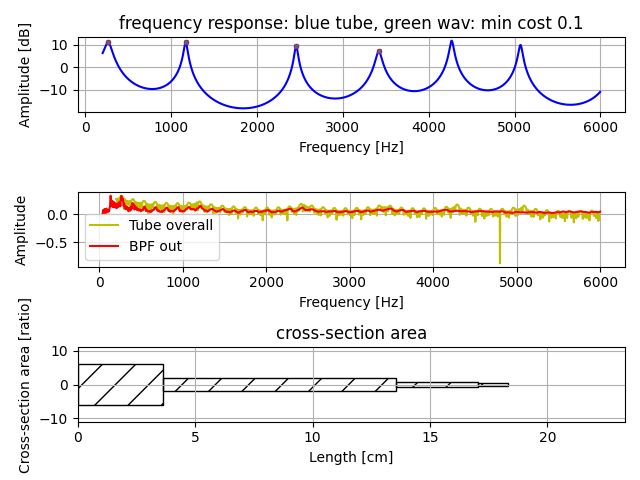 frequency response: blue tube, green wav: min cost 0.1
Amplitude [dB]
10
0
−10
0
1000
2000
3000
4000
5000
6000
Frequency [Hz]
Amplitude
0.0
−0.5
Tube overall
BPF out
0
1000
2000
3000
4000
5000
6000
Frequency [Hz]
cross-section area
Cross-section area [ratio]
10
0
−10
0
5
10
15
20
Length [cm]